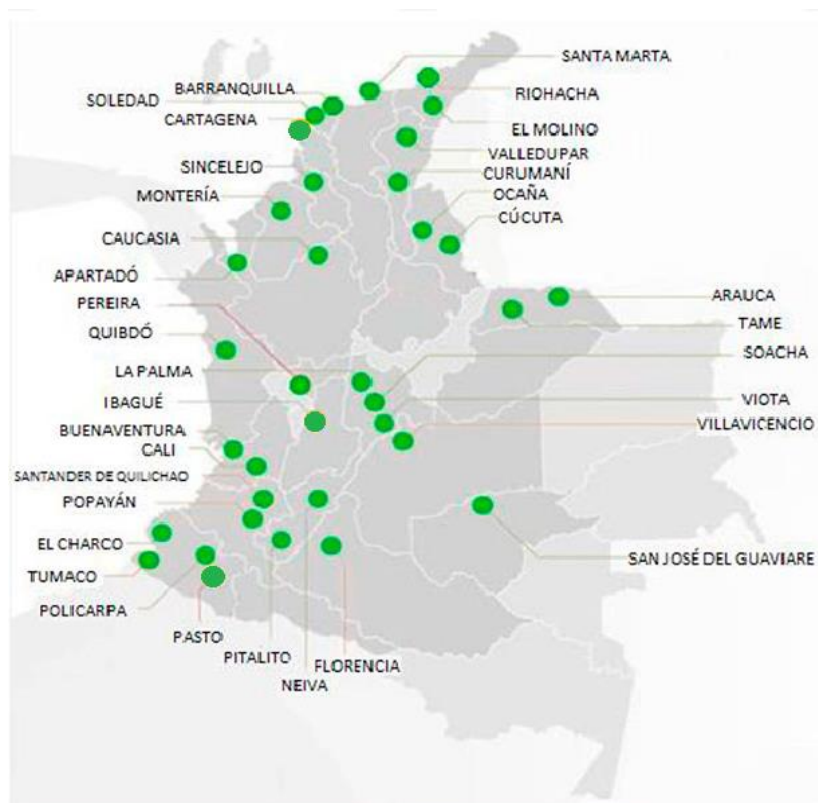 SANTA MARTA
BARRANQUILLA
RIOHACHA
SOLEDAD
CARTAGENA
EL MOLINO
VALLEDUPAR
SINCELEJO
CURUMANÍ
MONTERÍA
OCAÑA
CÚCUTA
CAUCASIA
APARTADÓ
ARAUCA
PEREIRA
TAME
QUIBDÓ
SOACHA
LA PALMA
IBAGUÉ
VIOTA
VILLAVICENCIO
BUENAVENTURA
CALI
SANTANDER DE QUILICHAO
POPAYÁN
EL CHARCO
SAN JOSÉ DEL GUAVIARE
TUMACO
POLICARPA
PASTO
PITALITO
FLORENCIA
NEIVA